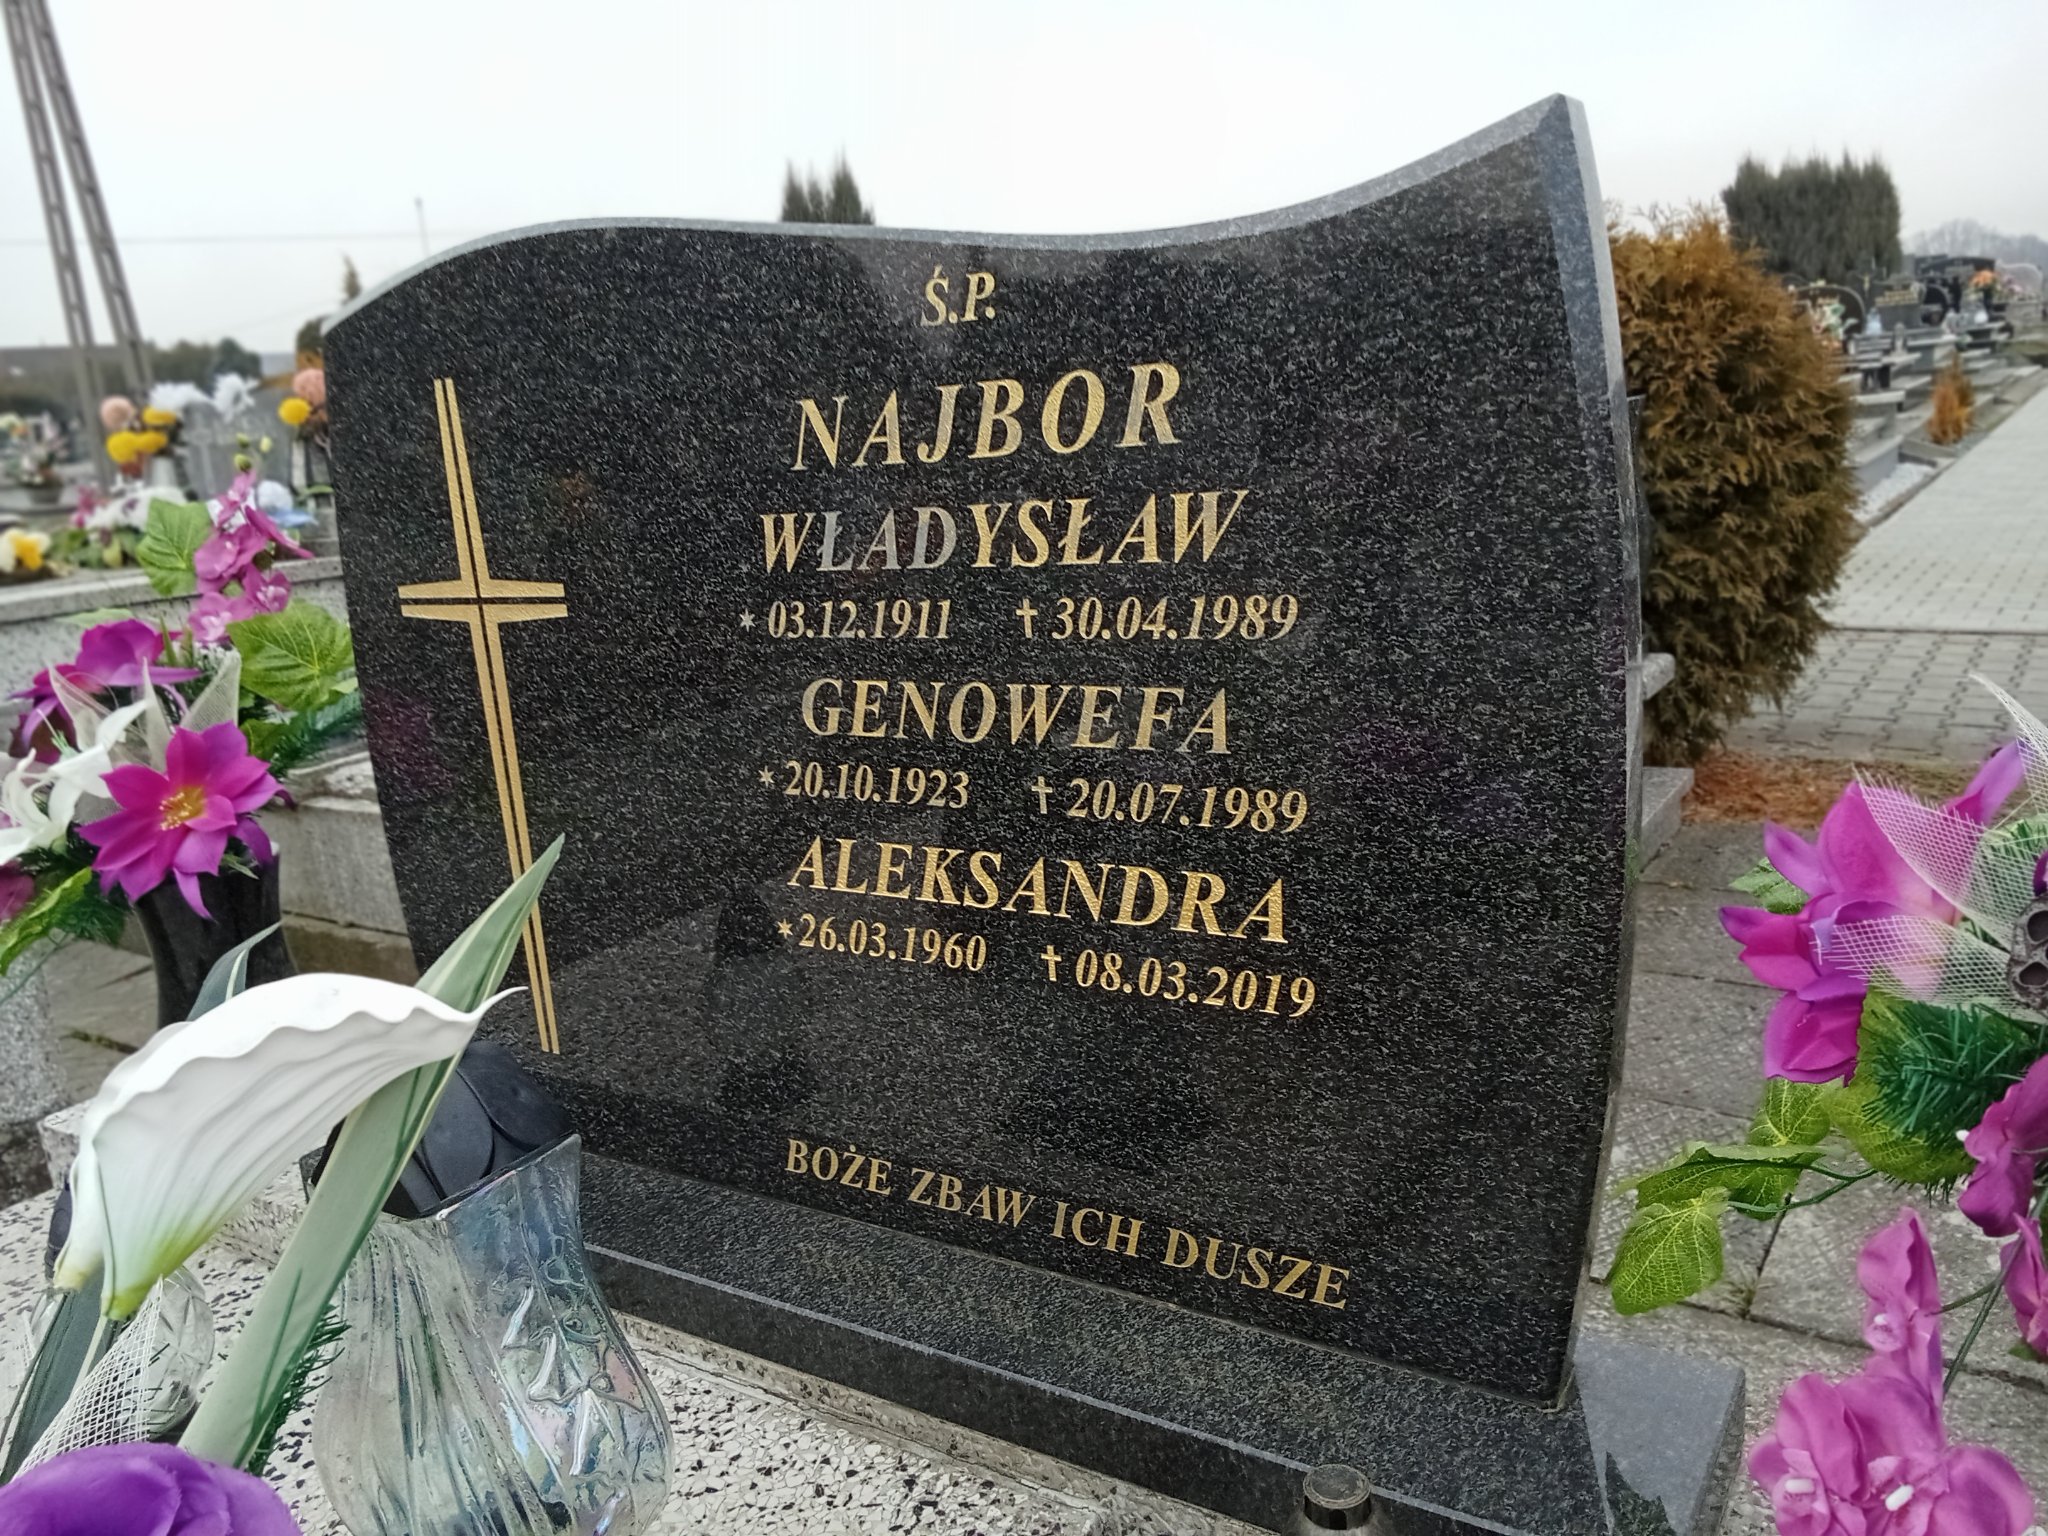 Ś.P.
NAJBOR
WŁADYSŁAW
* 03.12.1911 ✝ 30.04.1989
GENOWEFA
* 20.10.1923 ✝ 20.07.1989
ALEKSANDRA
* 26.03.1960 ✝ 08.03.2019
BOŻE ZBAW ICH DUSZE